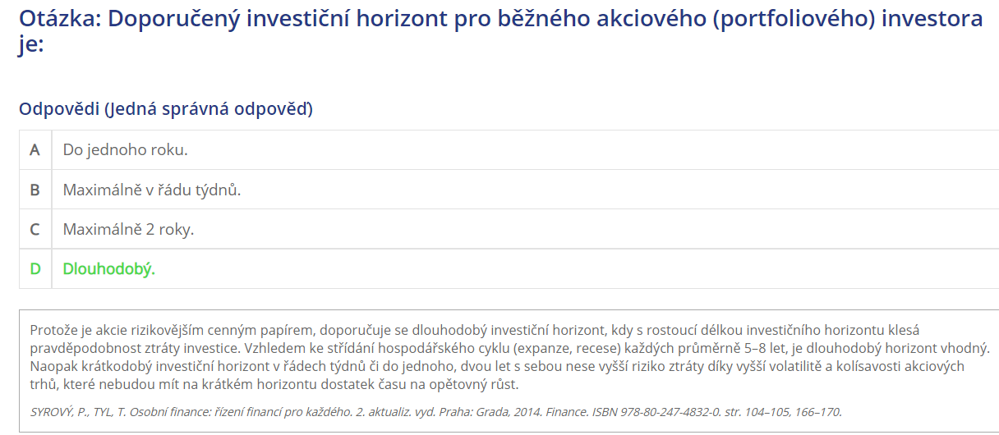 Otázka: Doporučený investiční horizont pro běžného akciového (portfoliového) investora
je:
Odpovědi (Jedná správná odpověď)
A Do jednoho roku.
B Maximálně v řádu týdnů.
C Maximálně 2 roky.
D Dlouhodobý.
Protože je akcie rizikovějším cenným papírem, doporučuje se dlouhodobý investiční horizont, kdy s rostoucí délkou investičního horizontu klesá
pravděpodobnost ztráty investice. Vzhledem ke střídání hospodářského cyklu (expanze, recese) každých průměrně 5–8 let, je dlouhodobý horizont vhodný.
Naopak krátkodobý investiční horizont v řádech týdnů či do jednoho, dvou let s sebou nese vyšší riziko ztráty díky vyšší volatilitě a kolísavosti akciových
trhů, které nebudou mít na krátkém horizontu dostatek času na opětovný růst.
SYROVÝ, P., TYL, T. Osobní finance: řízení financí pro každého. 2. aktualiz. vyd. Praha: Grada, 2014. Finance. ISBN 978-80-247-4832-0. str. 104–105, 166–170.